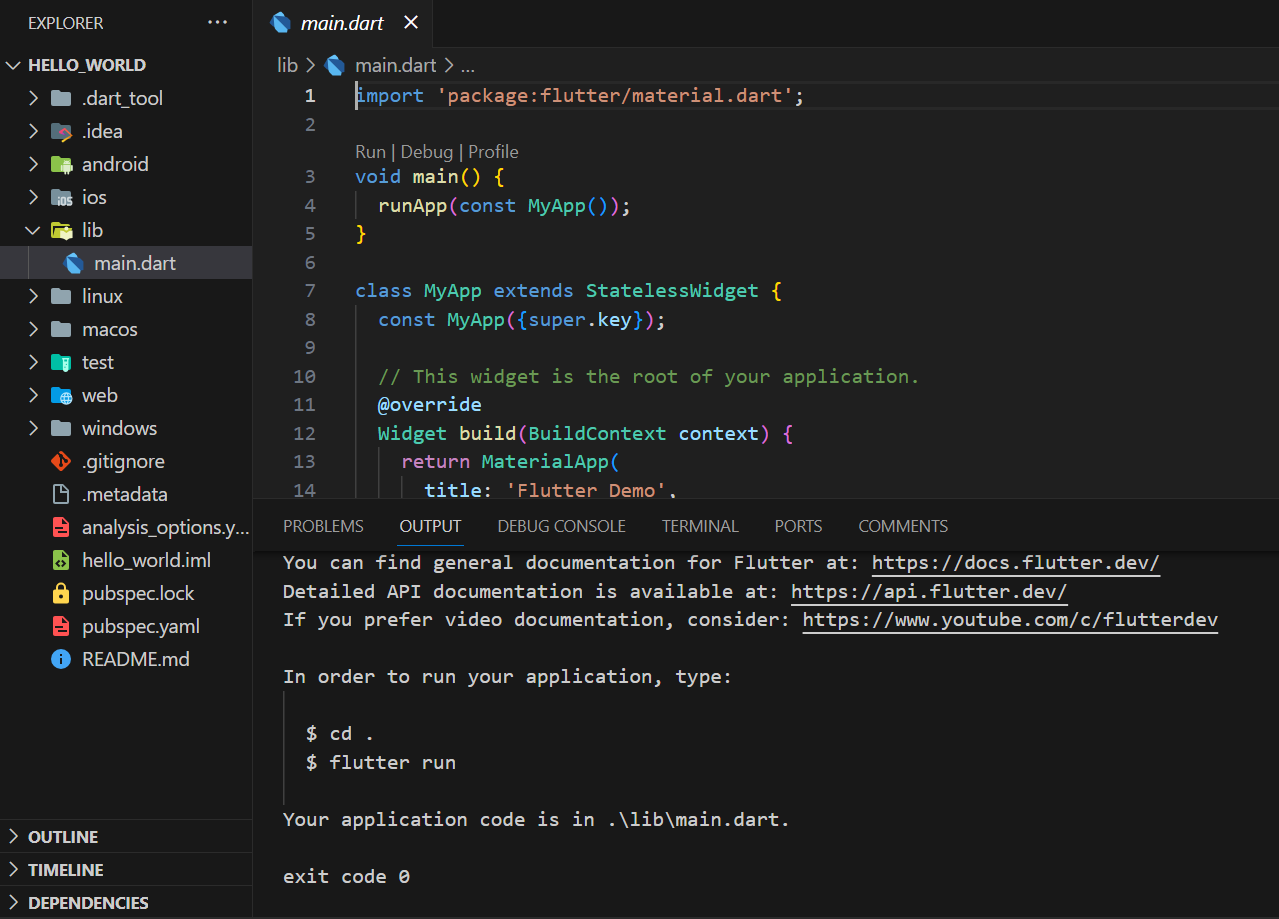 EXPLORER
HELLO_WORLD
.dart_tool
.idea
android
ios
lib
main.dart
linux
macos
test
web
windows
.gitignore
.metadata
analysis_options.y...
hello_world.iml
pubspec.lock
pubspec.yaml
README.md
OUTLINE
TIMELINE
DEPENDENCIES
main.dart
lib > main.dart > ...
1 import 'package:flutter/material.dart';
2
Run | Debug | Profile
3 void main() {
4   runApp(const MyApp());
5 }
6
7 class MyApp extends StatelessWidget {
8   const MyApp({super.key});
9
10   // This widget is the root of your application.
11   @override
12   Widget build(BuildContext context) {
13     return MaterialApp(
14       title: 'Flutter Demo',
PROBLEMS OUTPUT DEBUG CONSOLE TERMINAL PORTS COMMENTS
You can find general documentation for Flutter at: https://docs.flutter.dev/
Detailed API documentation is available at: https://api.flutter.dev/
If you prefer video documentation, consider: https://www.youtube.com/c/flutterdev
In order to run your application, type:
$ cd .
$ flutter run
Your application code is in .\lib\main.dart.
exit code 0